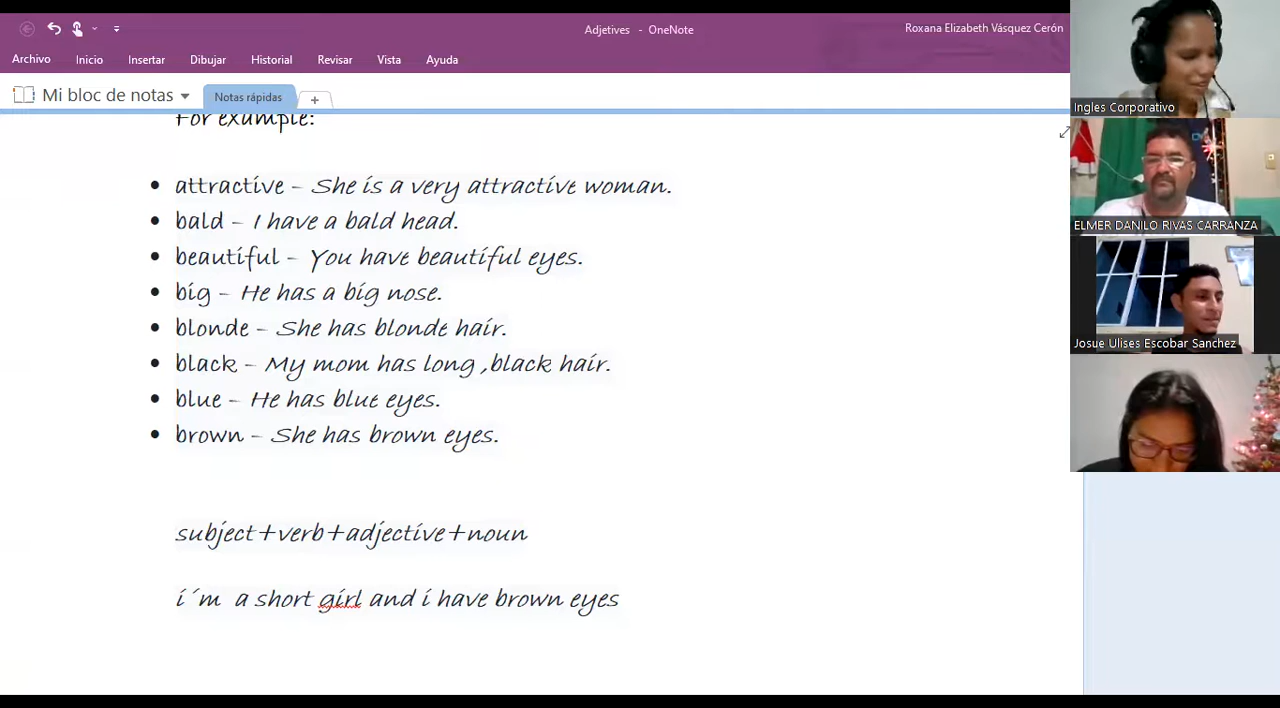 Adjetives - OneNote
Roxana Elizabeth Vásquez Cerón
Archivo Inicio Insertar Dibujar Historial Revisar Vista Ayuda
Mi bloc de notas
Notas rápidas
For example:
• attractive – She is a very attractive woman.
• bald – I have a bald head.
• beautiful – You have beautiful eyes.
• big – He has a big nose.
• blonde – She has blonde hair.
• black – My mom has long ,black hair.
• blue – He has blue eyes.
• brown – She has brown eyes.
subject+verb+adjective+noun
i´m a short girl and i have brown eyes
Ingles Corporativo
ELMER DANILO RIVAS CARRANZA
Josue Ulises Escobar Sanchez